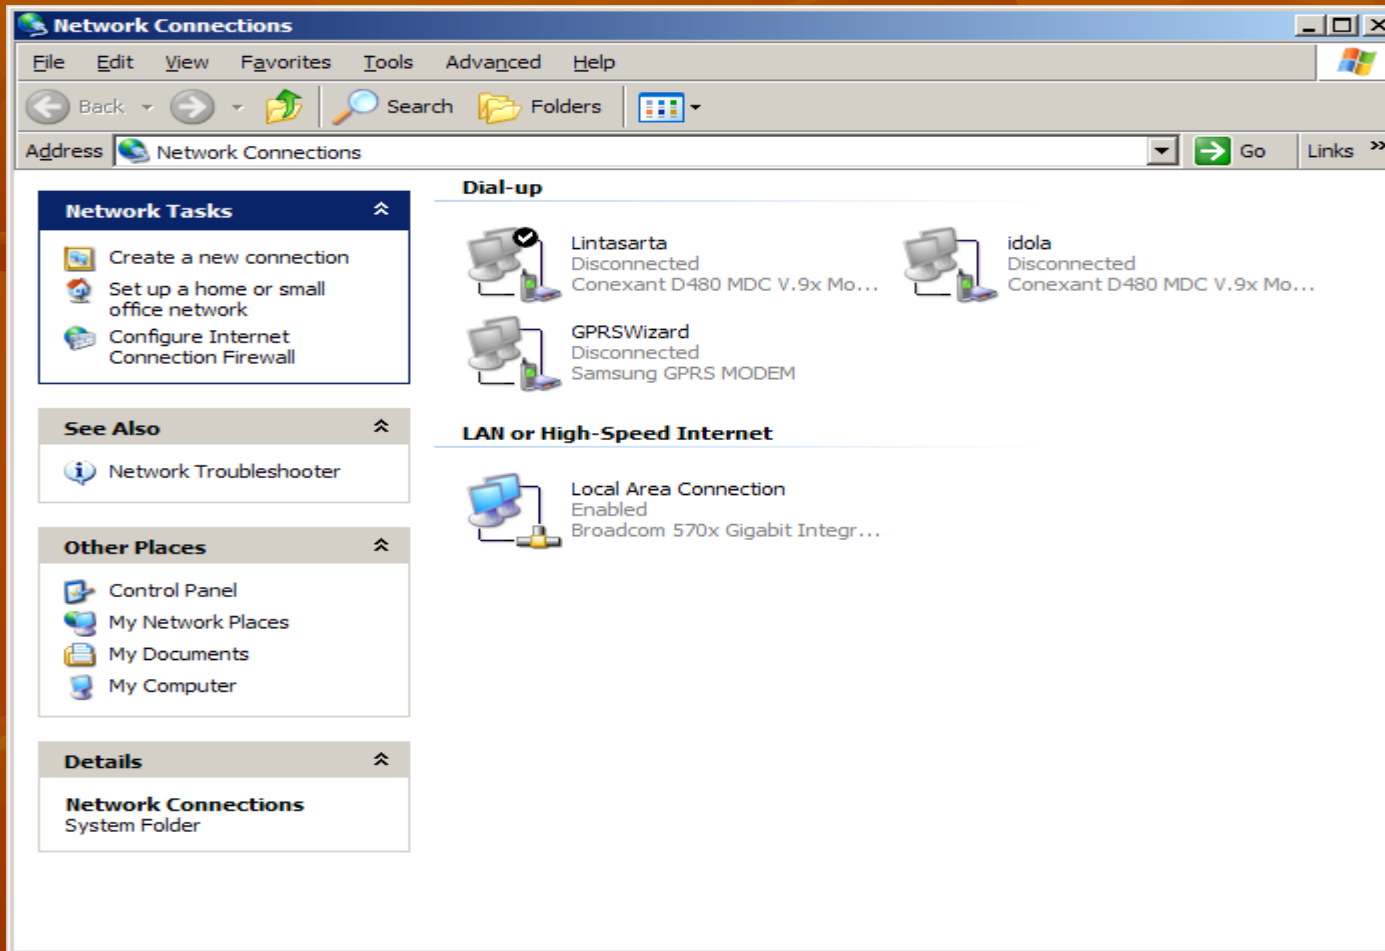 Network Connections
File Edit View Favorites Tools Advanced Help
Back Search Folders
Address Network Connections Go Links »
Network Tasks
Create a new connection
Set up a home or small
office network
Configure Internet
Connection Firewall
See Also
Network Troubleshooter
Other Places
Control Panel
My Network Places
My Documents
My Computer
Details
Network Connections
System Folder
Dial-up
Lintasarta
Disconnected
Conexant D480 MDC V.9x Mo...
idola
Disconnected
Conexant D480 MDC V.9x Mo...
GPRSWizard
Disconnected
Samsung GPRS MODEM
LAN or High-Speed Internet
Local Area Connection
Enabled
Broadcom 570x Gigabit Integr...